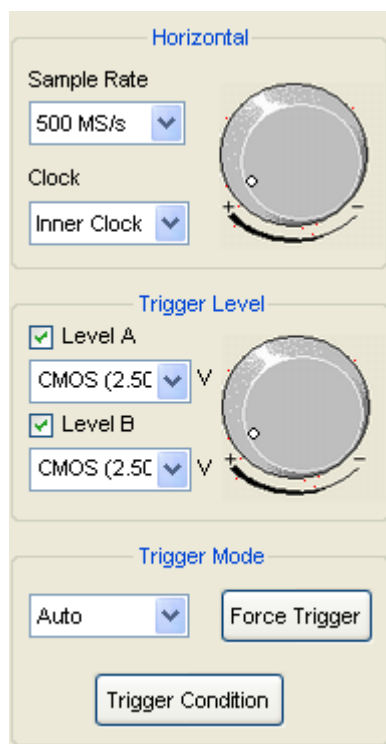 Horizontal
Sample Rate
500 MS/s
Clock
Inner Clock
+ −
Trigger Level
Level A
CMOS (2.50 V
Level B
CMOS (2.50 V
+ −
Trigger Mode
Auto
Force Trigger
Trigger Condition